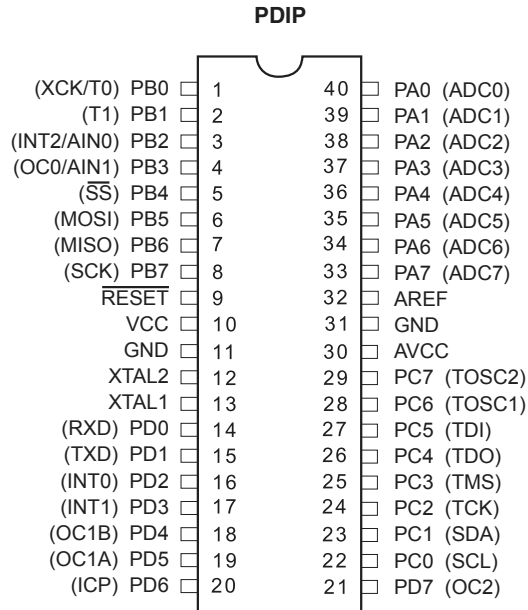 PDIP
(XCK/T0) PB0 1 40 PA0 (ADC0)
(T1) PB1 2 39 PA1 (ADC1)
(INT2/AIN0) PB2 3 38 PA2 (ADC2)
(OC0/AIN1) PB3 4 37 PA3 (ADC3)
(SS) PB4 5 36 PA4 (ADC4)
(MOSI) PB5 6 35 PA5 (ADC5)
(MISO) PB6 7 34 PA6 (ADC6)
(SCK) PB7 8 33 PA7 (ADC7)
RESET 9 32 AREF
VCC 10 31 GND
GND 11 30 AVCC
XTAL2 12 29 PC7 (TOSC2)
XTAL1 13 28 PC6 (TOSC1)
(RXD) PD0 14 27 PC5 (TDI)
(TXD) PD1 15 26 PC4 (TDO)
(INT0) PD2 16 25 PC3 (TMS)
(INT1) PD3 17 24 PC2 (TCK)
(OC1B) PD4 18 23 PC1 (SDA)
(OC1A) PD5 19 22 PC0 (SCL)
(ICP) PD6 20 21 PD7 (OC2)